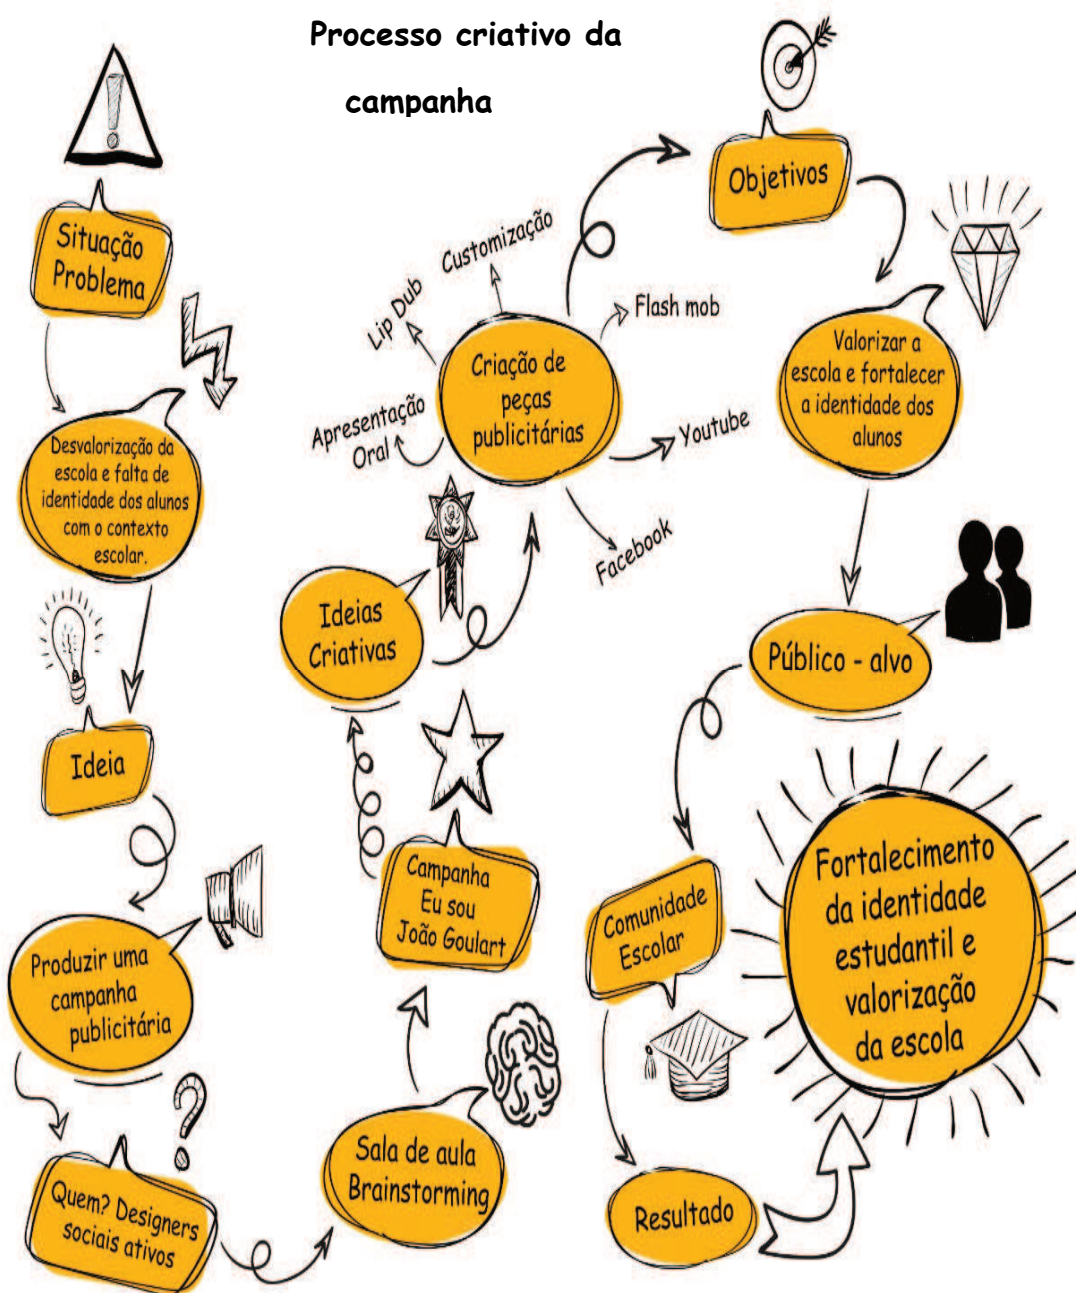 Processo criativo da
campanha
Situação
Problema
Desvalorização da
escola e falta de
identidade dos alunos
com o contexto
escolar.
Ideia
Produzir uma
campanha
publicitária
Quem? Designers
sociais ativos
Sala de aula
Brainstorming
Campanha
Eu sou
João Goulart
Ideias
Criativas
Criação de
peças
publicitárias
Apresentação
Oral
Lip Dub
Customização
Flash mob
Youtube
Facebook
Objetivos
Valorizar a
escola e fortalecer
a identidade dos
alunos
Público - alvo
Comunidade
Escolar
Resultado
Fortalecimento
da identidade
estudantil e
valorização
da escola